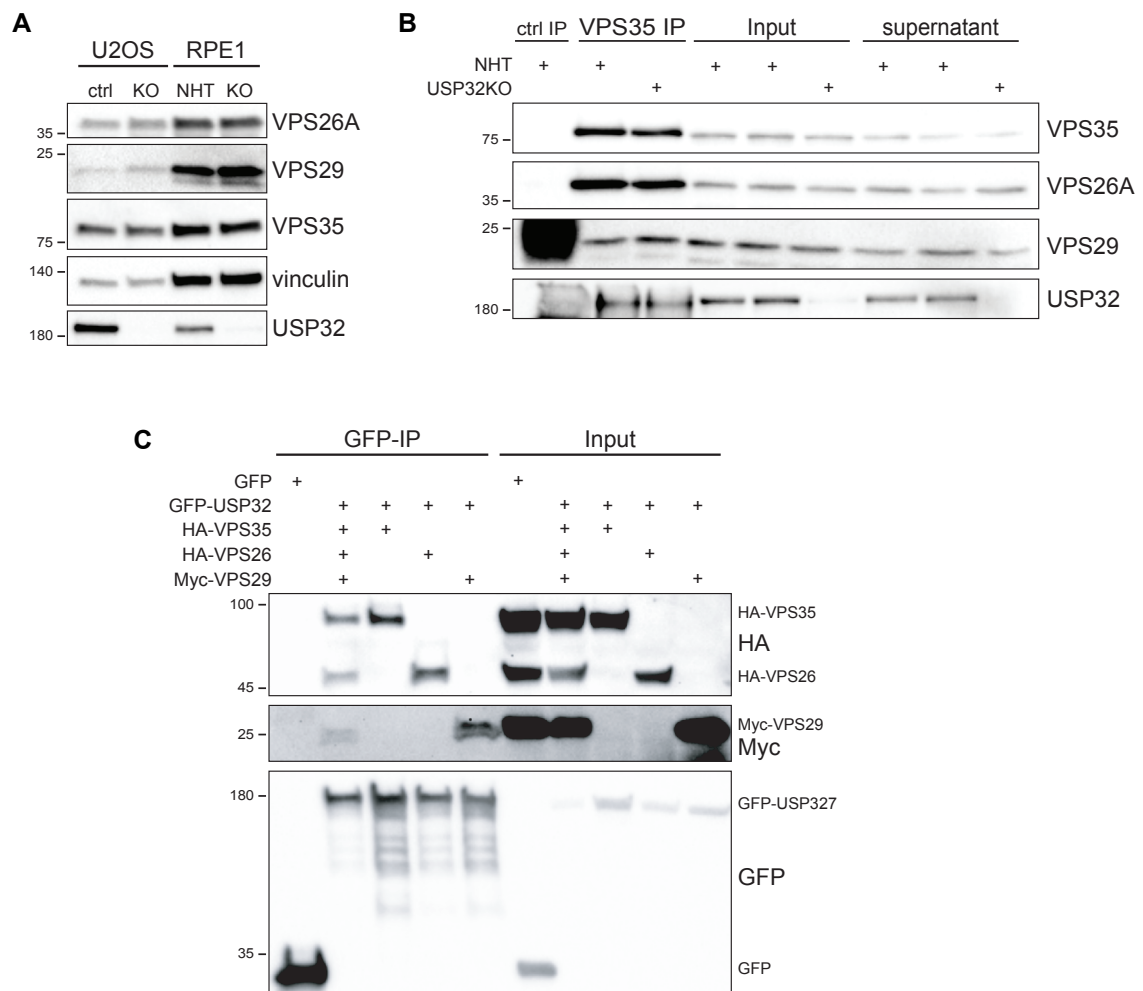 A
U2OS RPE1
ctrl KO NHT KO
35 VPS26A
25 VPS29
75 VPS35
140 vinculin
180 USP32
B
ctrl IP VPS35 IP Input supernatant
NHT + + + + + +
USP32KO + + +
75 VPS35
35 VPS26A
25 VPS29
180 USP32
C
GFP-IP Input
GFP + +
GFP-USP32 + + + + + + + +
HA-VPS35 + + + +
HA-VPS26 + + + +
Myc-VPS29 + + + +
100 HA-VPS35
HA
45 HA-VPS26
Myc-VPS29
25 Myc
180 GFP-USP327
GFP
35
GFP